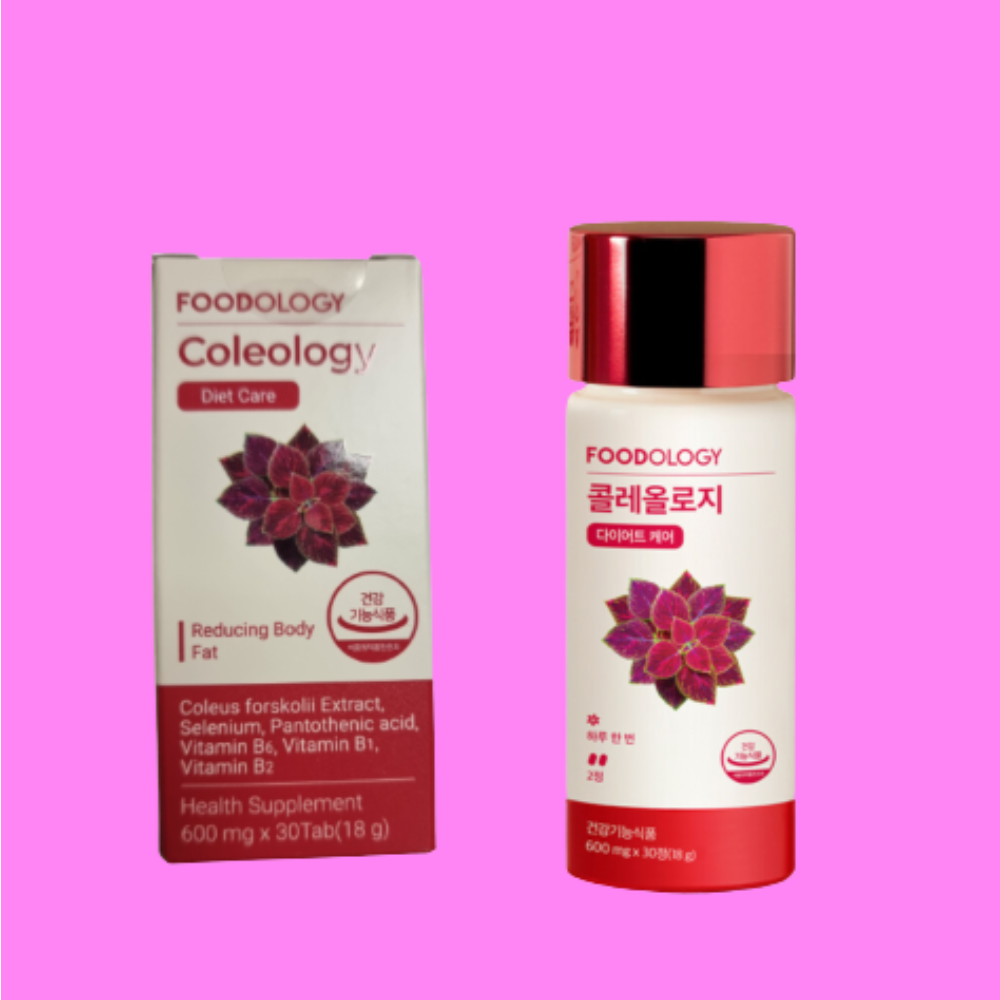 FOODOLOGY
Coleology
Diet Care
건강
기능식품
Reducing Body
Fat
Coleus forskolii Extract,
Selenium, Pantothenic acid,
Vitamin B6, Vitamin B1,
Vitamin B2
Health Supplement
600 mg x 30Tab(18 g)
FOODOLOGY
콜레올로지
다이어트 케어
하루 한 번
2정
건강
기능식품
건강기능식품
600 mg x 30정(18 g)